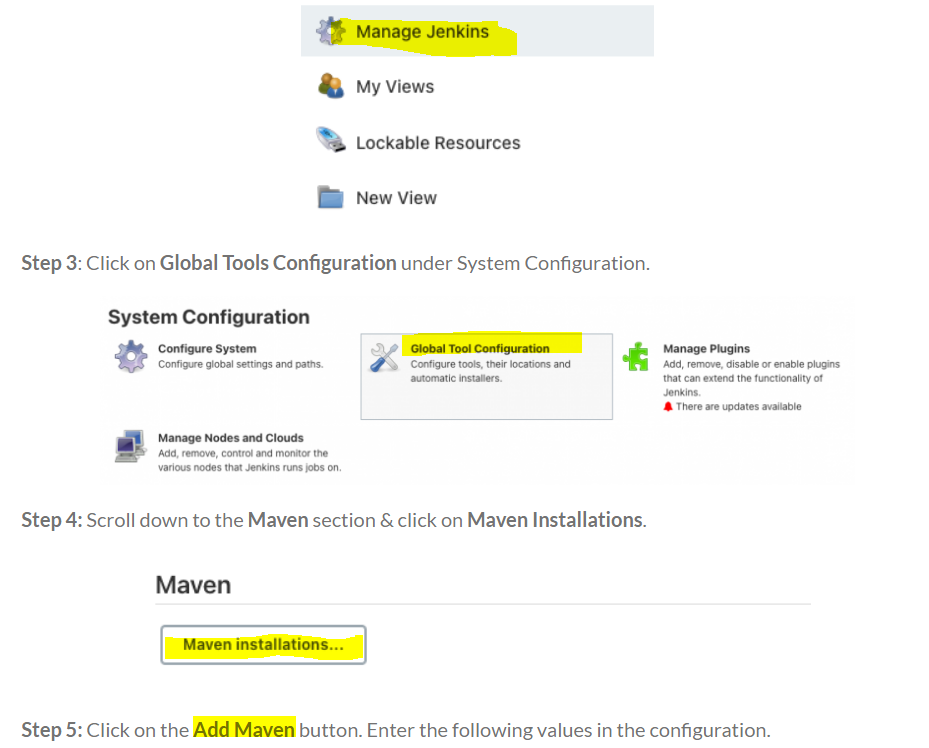 Manage Jenkins
My Views
Lockable Resources
New View
Step 3: Click on Global Tools Configuration under System Configuration.
System Configuration
Configure System
Configure global settings and paths.
Global Tool Configuration
Configure tools, their locations and
automatic installers.
Manage Plugins
Add, remove, disable or enable plugins
that can extend the functionality of
Jenkins.
There are updates available
Manage Nodes and Clouds
Add, remove, control and monitor the
various nodes that Jenkins runs jobs on.
Step 4: Scroll down to the Maven section & click on Maven Installations.
Maven
Maven installations...
Step 5: Click on the Add Maven button. Enter the following values in the configuration.